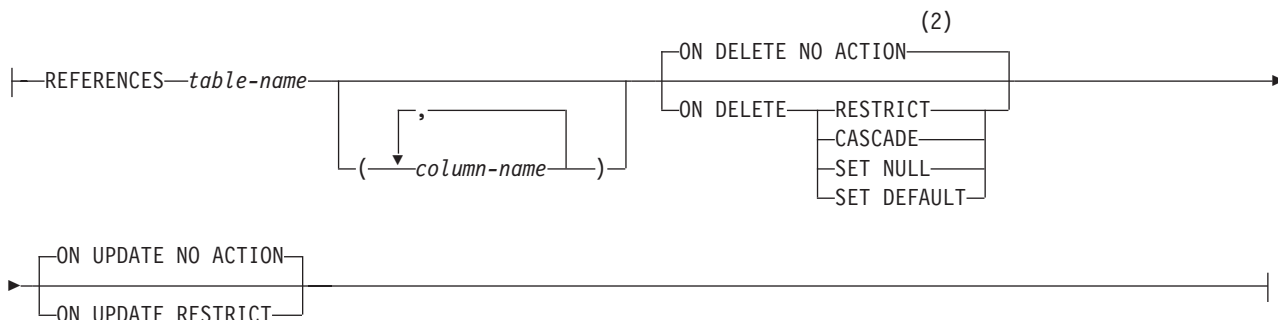 (2)
ON DELETE NO ACTION
REFERENCES table-name
ON DELETE RESTRICT
,
CASCADE
( column-name )
SET NULL
SET DEFAULT
ON UPDATE NO ACTION
ON UPDATE RESTRICT